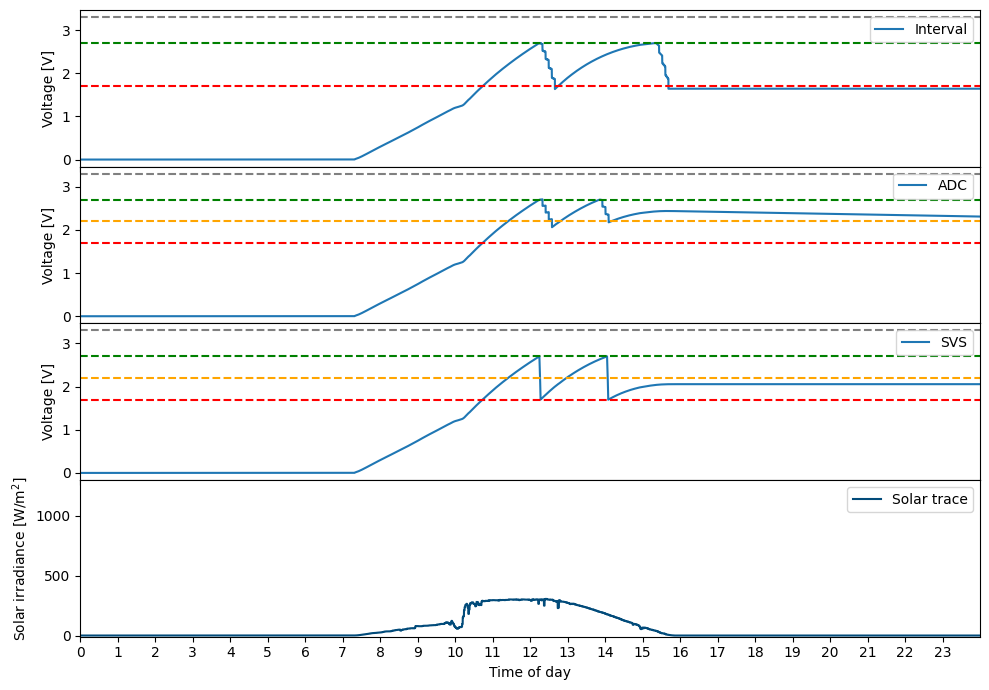 Voltage [V]
3
2
1
0
Interval
Voltage [V]
3
2
1
0
ADC
Voltage [V]
3
2
1
0
SVS
Solar irradiance [W/m²]
1000
500
0
Solar trace
0 1 2 3 4 5 6 7 8 9 10 11 12 13 14 15 16 17 18 19 20 21 22 23
Time of day